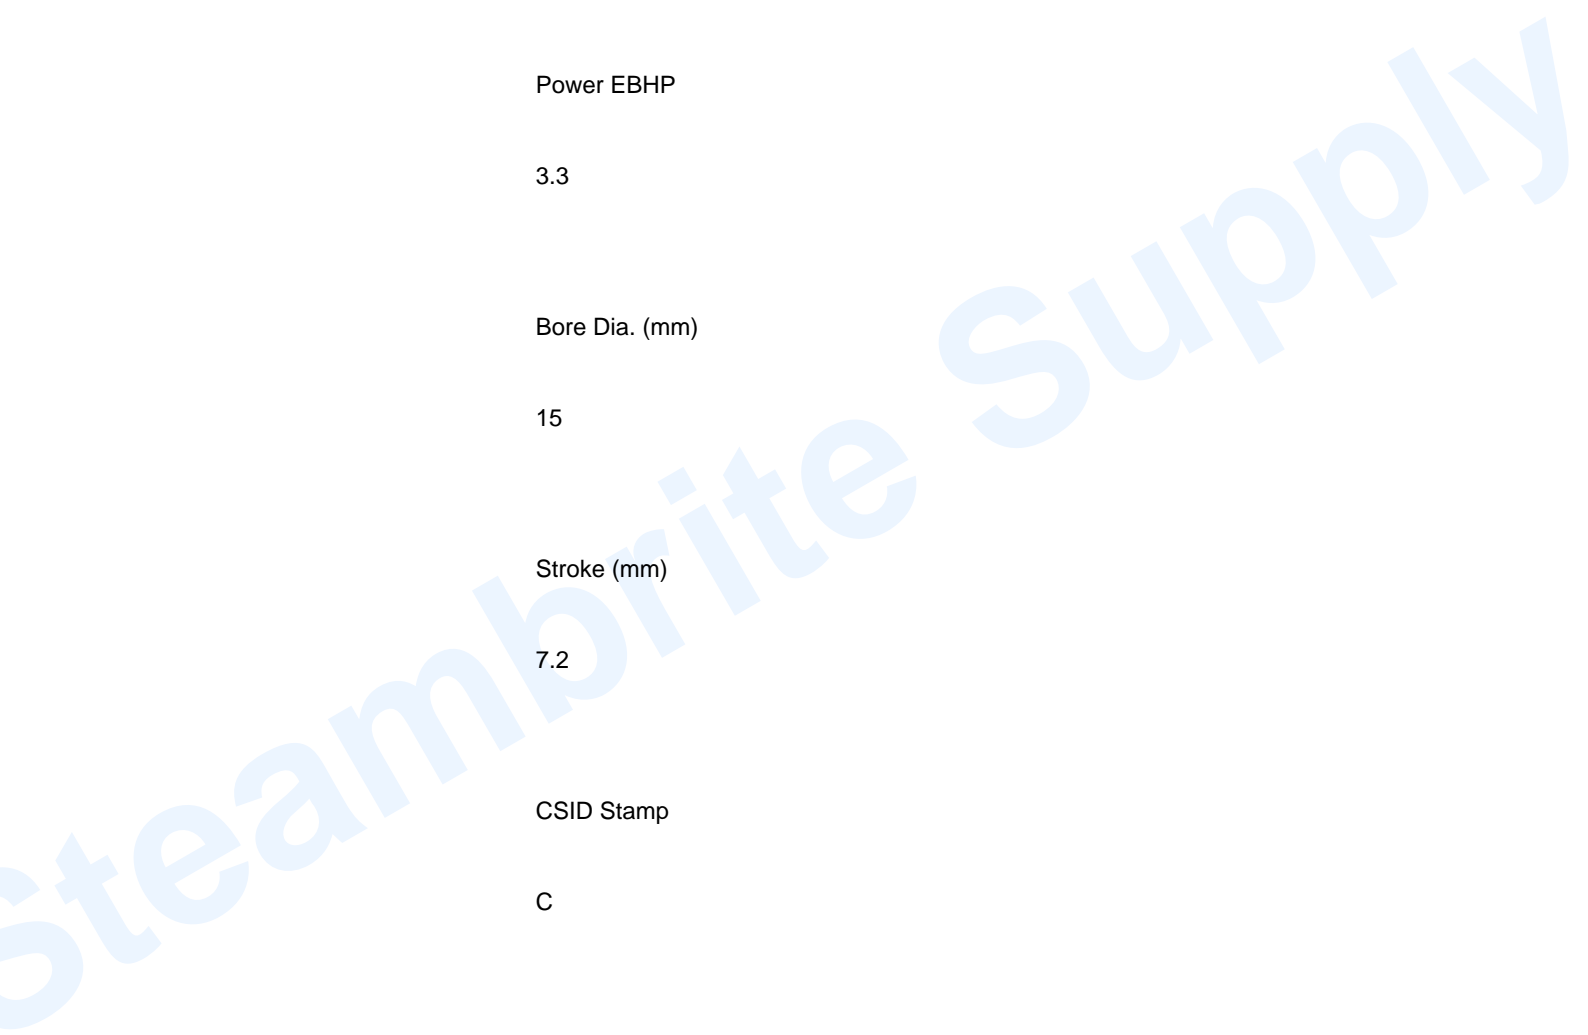 Power EBHP
3.3
Bore Dia. (mm)
15
Stroke (mm)
7.2
CSID Stamp
C
Steambrite Supply